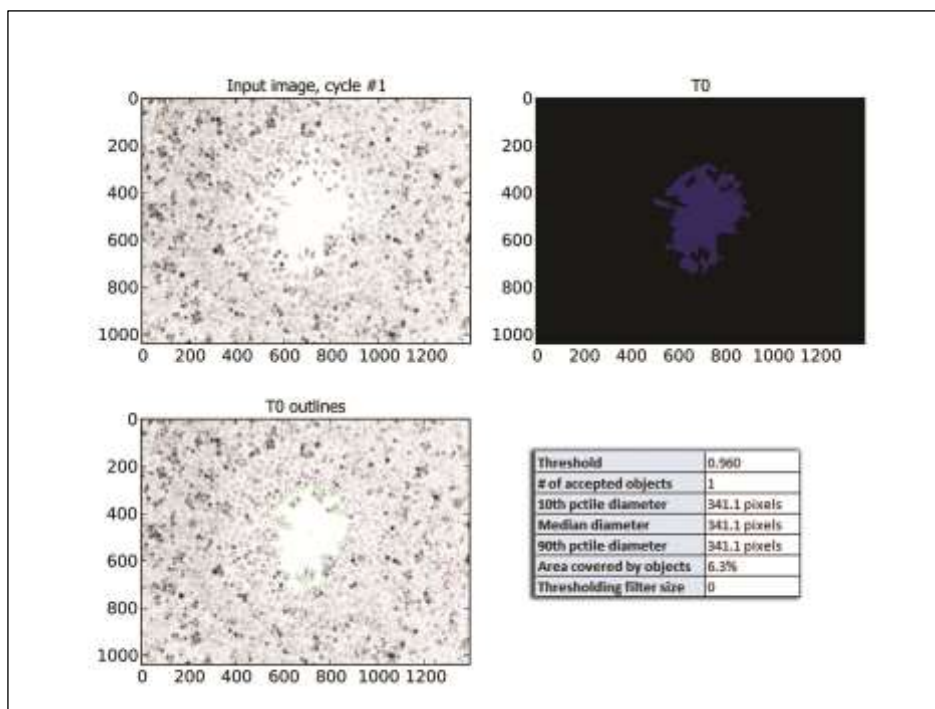 Input image, cycle #1
0
200
400
600
800
1000
0 200 400 600 800 1000 1200
T0
0
200
400
600
800
1000
0 200 400 600 800 1000 1200
T0 outlines
0
200
400
600
800
1000
0 200 400 600 800 1000 1200
Threshold 0.960
# of accepted objects 1
10th pctile diameter 341.1 pixels
Median diameter 341.1 pixels
90th pctile diameter 341.1 pixels
Area covered by objects 6.3%
Thresholding filter size 0